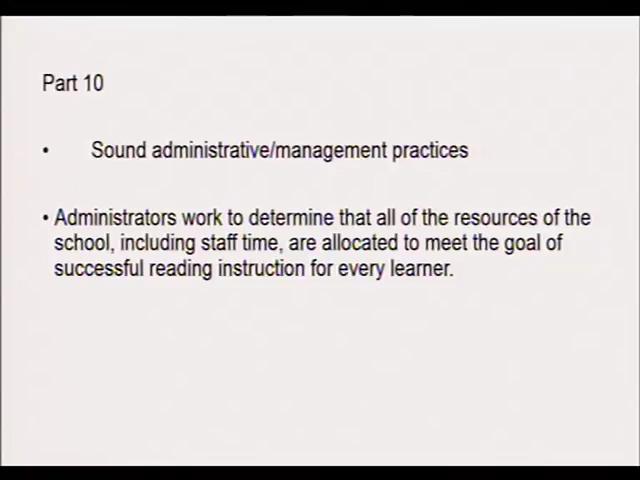 Part 10
• Sound administrative/management practices
• Administrators work to determine that all of the resources of the
school, including staff time, are allocated to meet the goal of
successful reading instruction for every learner.